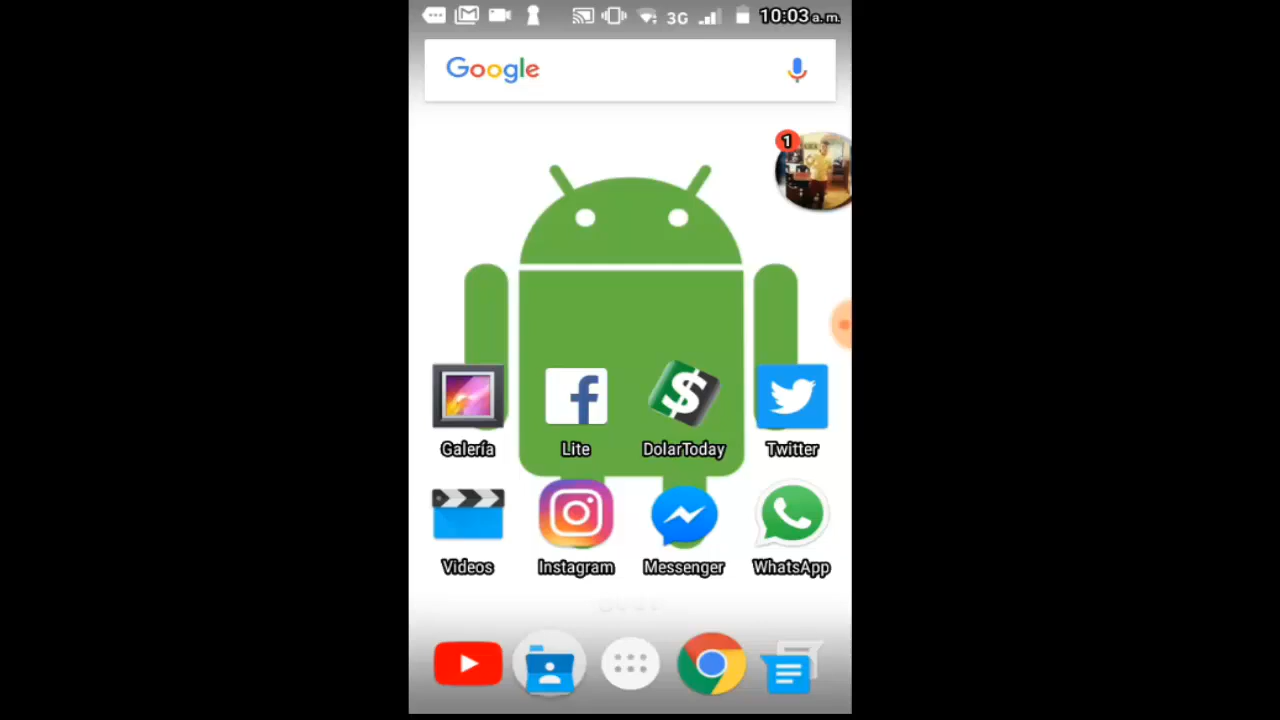 3G 10:03 a. m.
Google
1
Galería Lite DolarToday Twitter
Videos Instagram Messenger WhatsApp